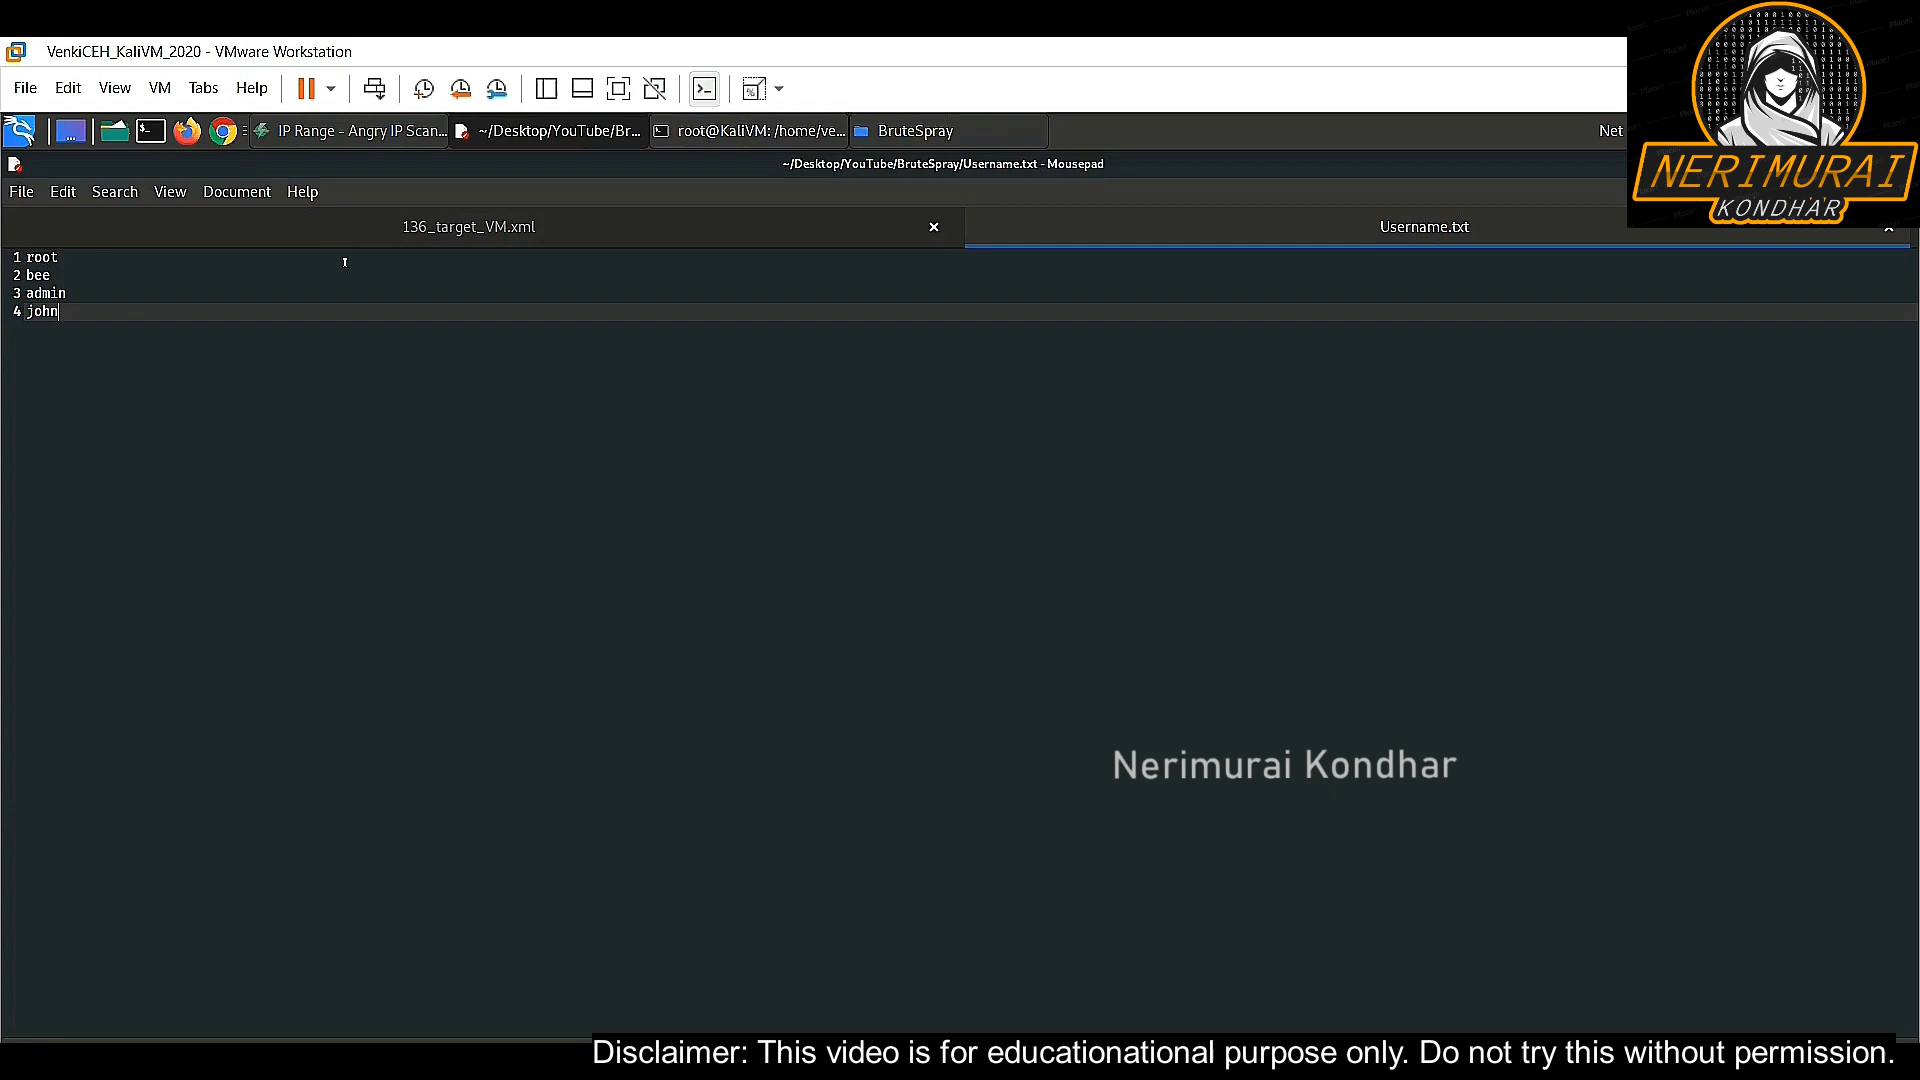 VenkiCEH_KaliVM_2020 - VMware Workstation
File Edit View VM Tabs Help
IP Range - Angry IP Scan... ~/Desktop/YouTube/Br... root@KaliVM: /home/ve... BruteSpray Net
~/Desktop/YouTube/BruteSpray/Username.txt - Mousepad
File Edit Search View Document Help
136_target_VM.xml Username.txt
1 root
2 bee
3 admin
4 john
NERIMURAI
KONDHAR
Nerimurai Kondhar
Disclaimer: This video is for educationational purpose only. Do not try this without permission.